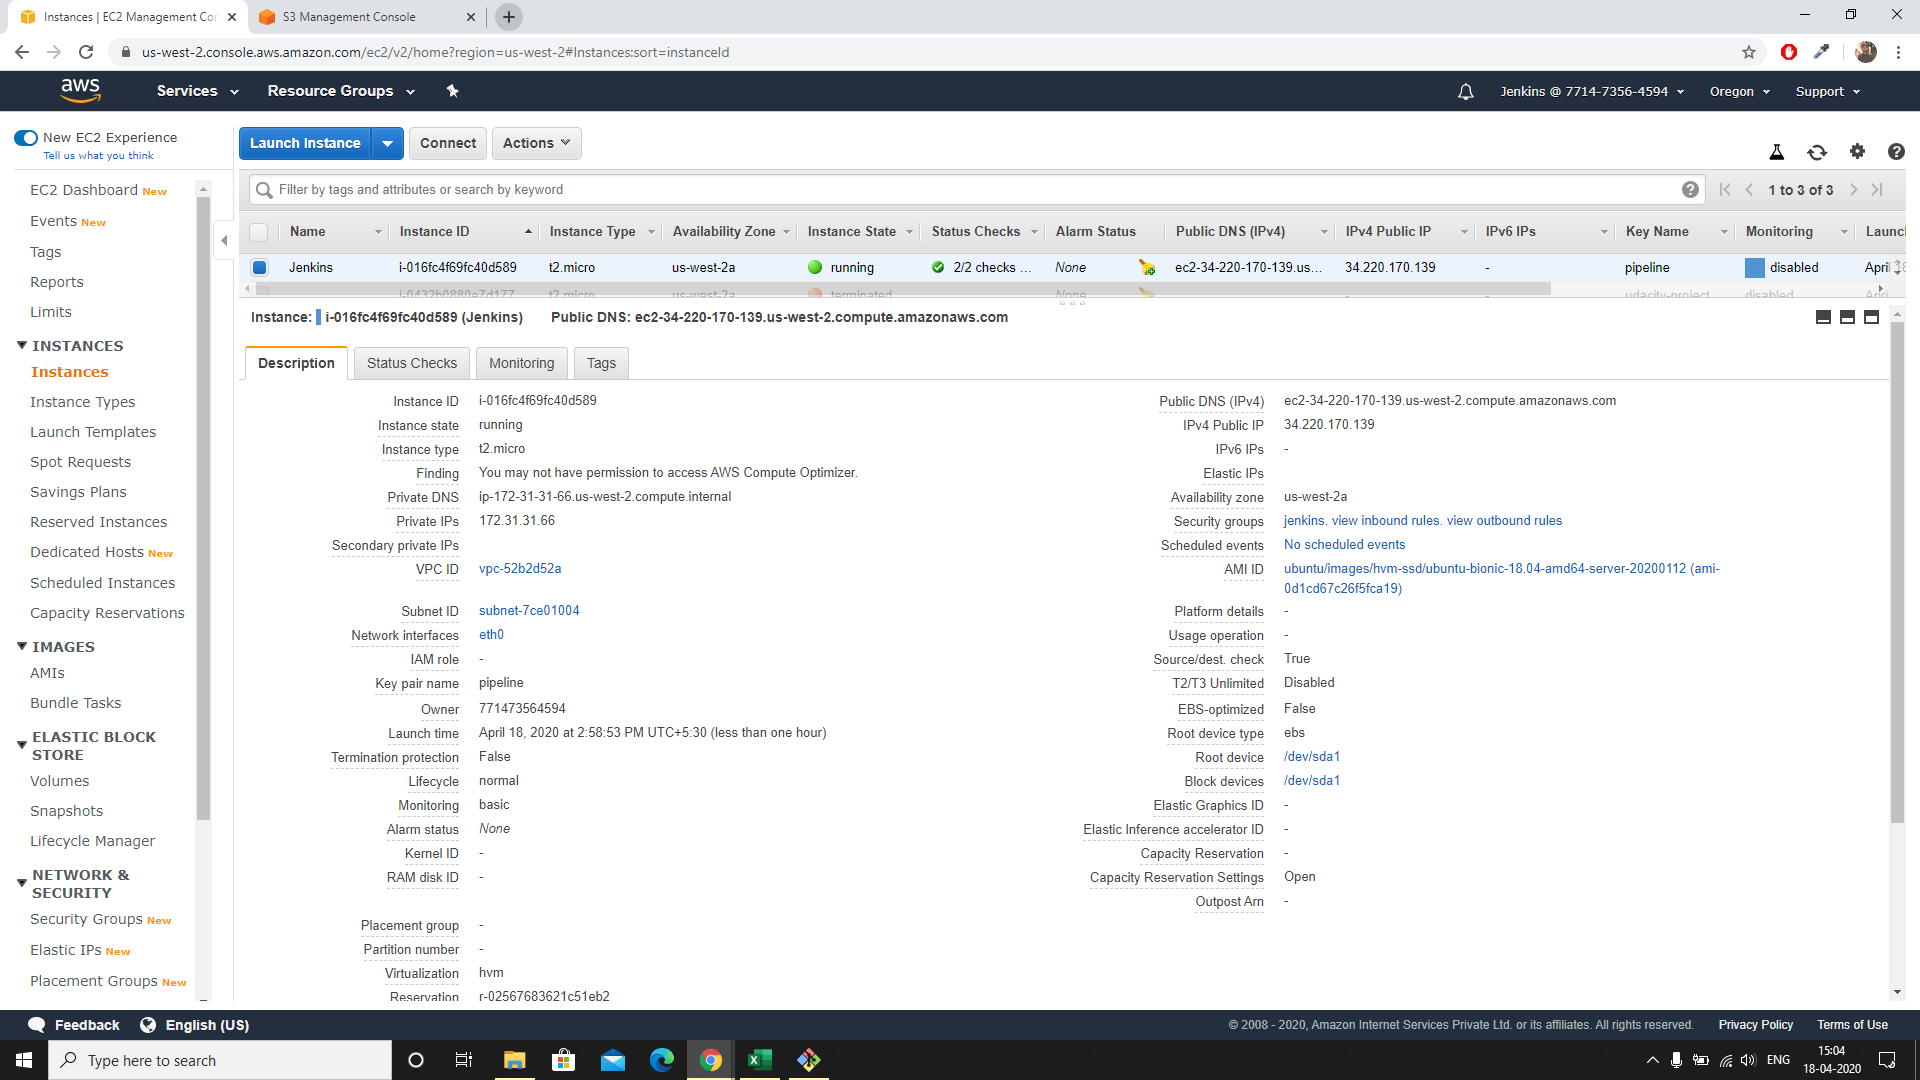 Instances | EC2 Management Con
S3 Management Console
us-west-2.console.aws.amazon.com/ec2/v2/home?region=us-west-2#Instances:sort=instanceId
aws
Services
Resource Groups
Jenkins @ 7714-7356-4594
Oregon
Support
New EC2 Experience
Tell us what you think
EC2 Dashboard New
Events New
Tags
Reports
Limits
INSTANCES
Instances
Instance Types
Launch Templates
Spot Requests
Savings Plans
Reserved Instances
Dedicated Hosts New
Scheduled Instances
Capacity Reservations
IMAGES
AMIs
Bundle Tasks
ELASTIC BLOCK
STORE
Volumes
Snapshots
Lifecycle Manager
NETWORK &
SECURITY
Security Groups New
Elastic IPs New
Placement Groups New
Launch Instance
Connect
Actions
Filter by tags and attributes or search by keyword
1 to 3 of 3
Name Instance ID Instance Type Availability Zone Instance State Status Checks Alarm Status Public DNS (IPv4) IPv4 Public IP IPv6 IPs Key Name Monitoring Launch
Jenkins i-016fc4f69fc40d589 t2.micro us-west-2a running 2/2 checks ... None ec2-34-220-170-139.us... 34.220.170.139 - pipeline disabled April 18
i-0432b0880e7d177 t2.micro us-west-2a terminated None - - udacity-project disabled April
Instance: i-016fc4f69fc40d589 (Jenkins) Public DNS: ec2-34-220-170-139.us-west-2.compute.amazonaws.com
Description
Status Checks
Monitoring
Tags
Instance ID i-016fc4f69fc40d589
Instance state running
Instance type t2.micro
Finding You may not have permission to access AWS Compute Optimizer.
Private DNS ip-172-31-31-66.us-west-2.compute.internal
Private IPs 172.31.31.66
Secondary private IPs
VPC ID vpc-52b2d52a
Subnet ID subnet-7ce01004
Network interfaces eth0
IAM role -
Key pair name pipeline
Owner 771473564594
Launch time April 18, 2020 at 2:58:53 PM UTC+5:30 (less than one hour)
Termination protection False
Lifecycle normal
Monitoring basic
Alarm status None
Kernel ID -
RAM disk ID -
Placement group -
Partition number -
Virtualization hvm
Reservation r-02567683621c51eb2
Public DNS (IPv4) ec2-34-220-170-139.us-west-2.compute.amazonaws.com
IPv4 Public IP 34.220.170.139
IPv6 IPs -
Elastic IPs
Availability zone us-west-2a
Security groups jenkins. view inbound rules. view outbound rules
Scheduled events No scheduled events
AMI ID ubuntu/images/hvm-ssd/ubuntu-bionic-18.04-amd64-server-20200112 (ami-
0d1cd67c26f5fca19)
Platform details -
Usage operation -
Source/dest. check True
T2/T3 Unlimited Disabled
EBS-optimized False
Root device type ebs
Root device /dev/sda1
Block devices /dev/sda1
Elastic Graphics ID -
Elastic Inference accelerator ID -
Capacity Reservation -
Capacity Reservation Settings Open
Outpost Arn -
Feedback
English (US)
© 2008 - 2020, Amazon Internet Services Private Ltd. or its affiliates. All rights reserved.
Privacy Policy
Terms of Use
Type here to search
ENG
15:04
18-04-2020